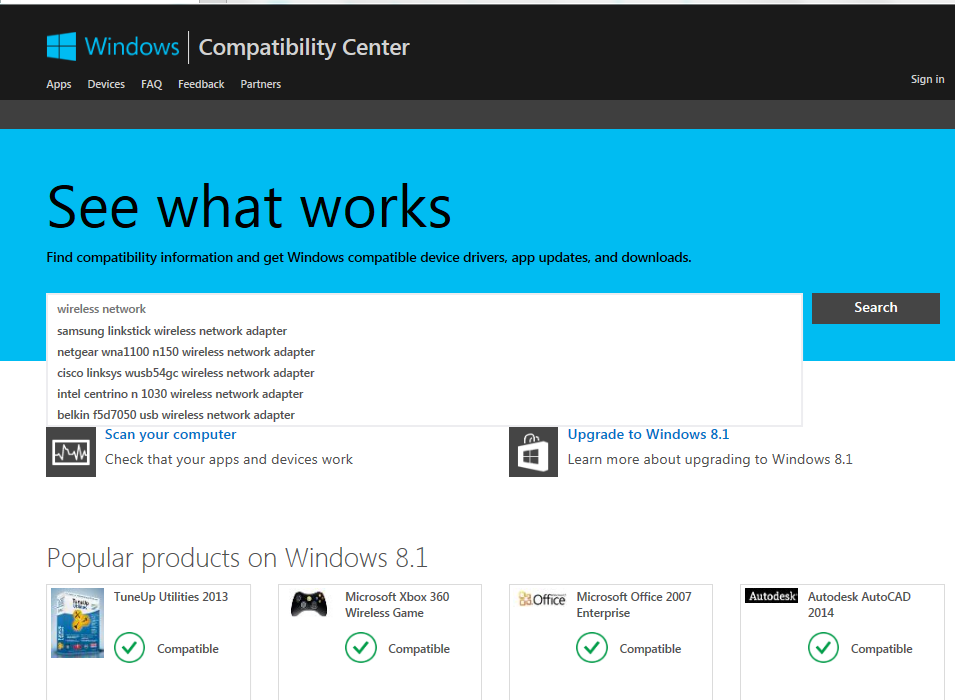 Windows | Compatibility Center
Apps Devices FAQ Feedback Partners
Sign in
See what works
Find compatibility information and get Windows compatible device drivers, app updates, and downloads.
wireless network
Search
samsung linkstick wireless network adapter
netgear wna1100 n150 wireless network adapter
cisco linksys wusb54gc wireless network adapter
intel centrino n 1030 wireless network adapter
belkin f5d7050 usb wireless network adapter
Scan your computer
Check that your apps and devices work
Upgrade to Windows 8.1
Learn more about upgrading to Windows 8.1
Popular products on Windows 8.1
TuneUp Utilities 2013
Compatible
Microsoft Xbox 360
Wireless Game
Compatible
Office
Microsoft Office 2007
Enterprise
Compatible
Autodesk
Autodesk AutoCAD
2014
Compatible